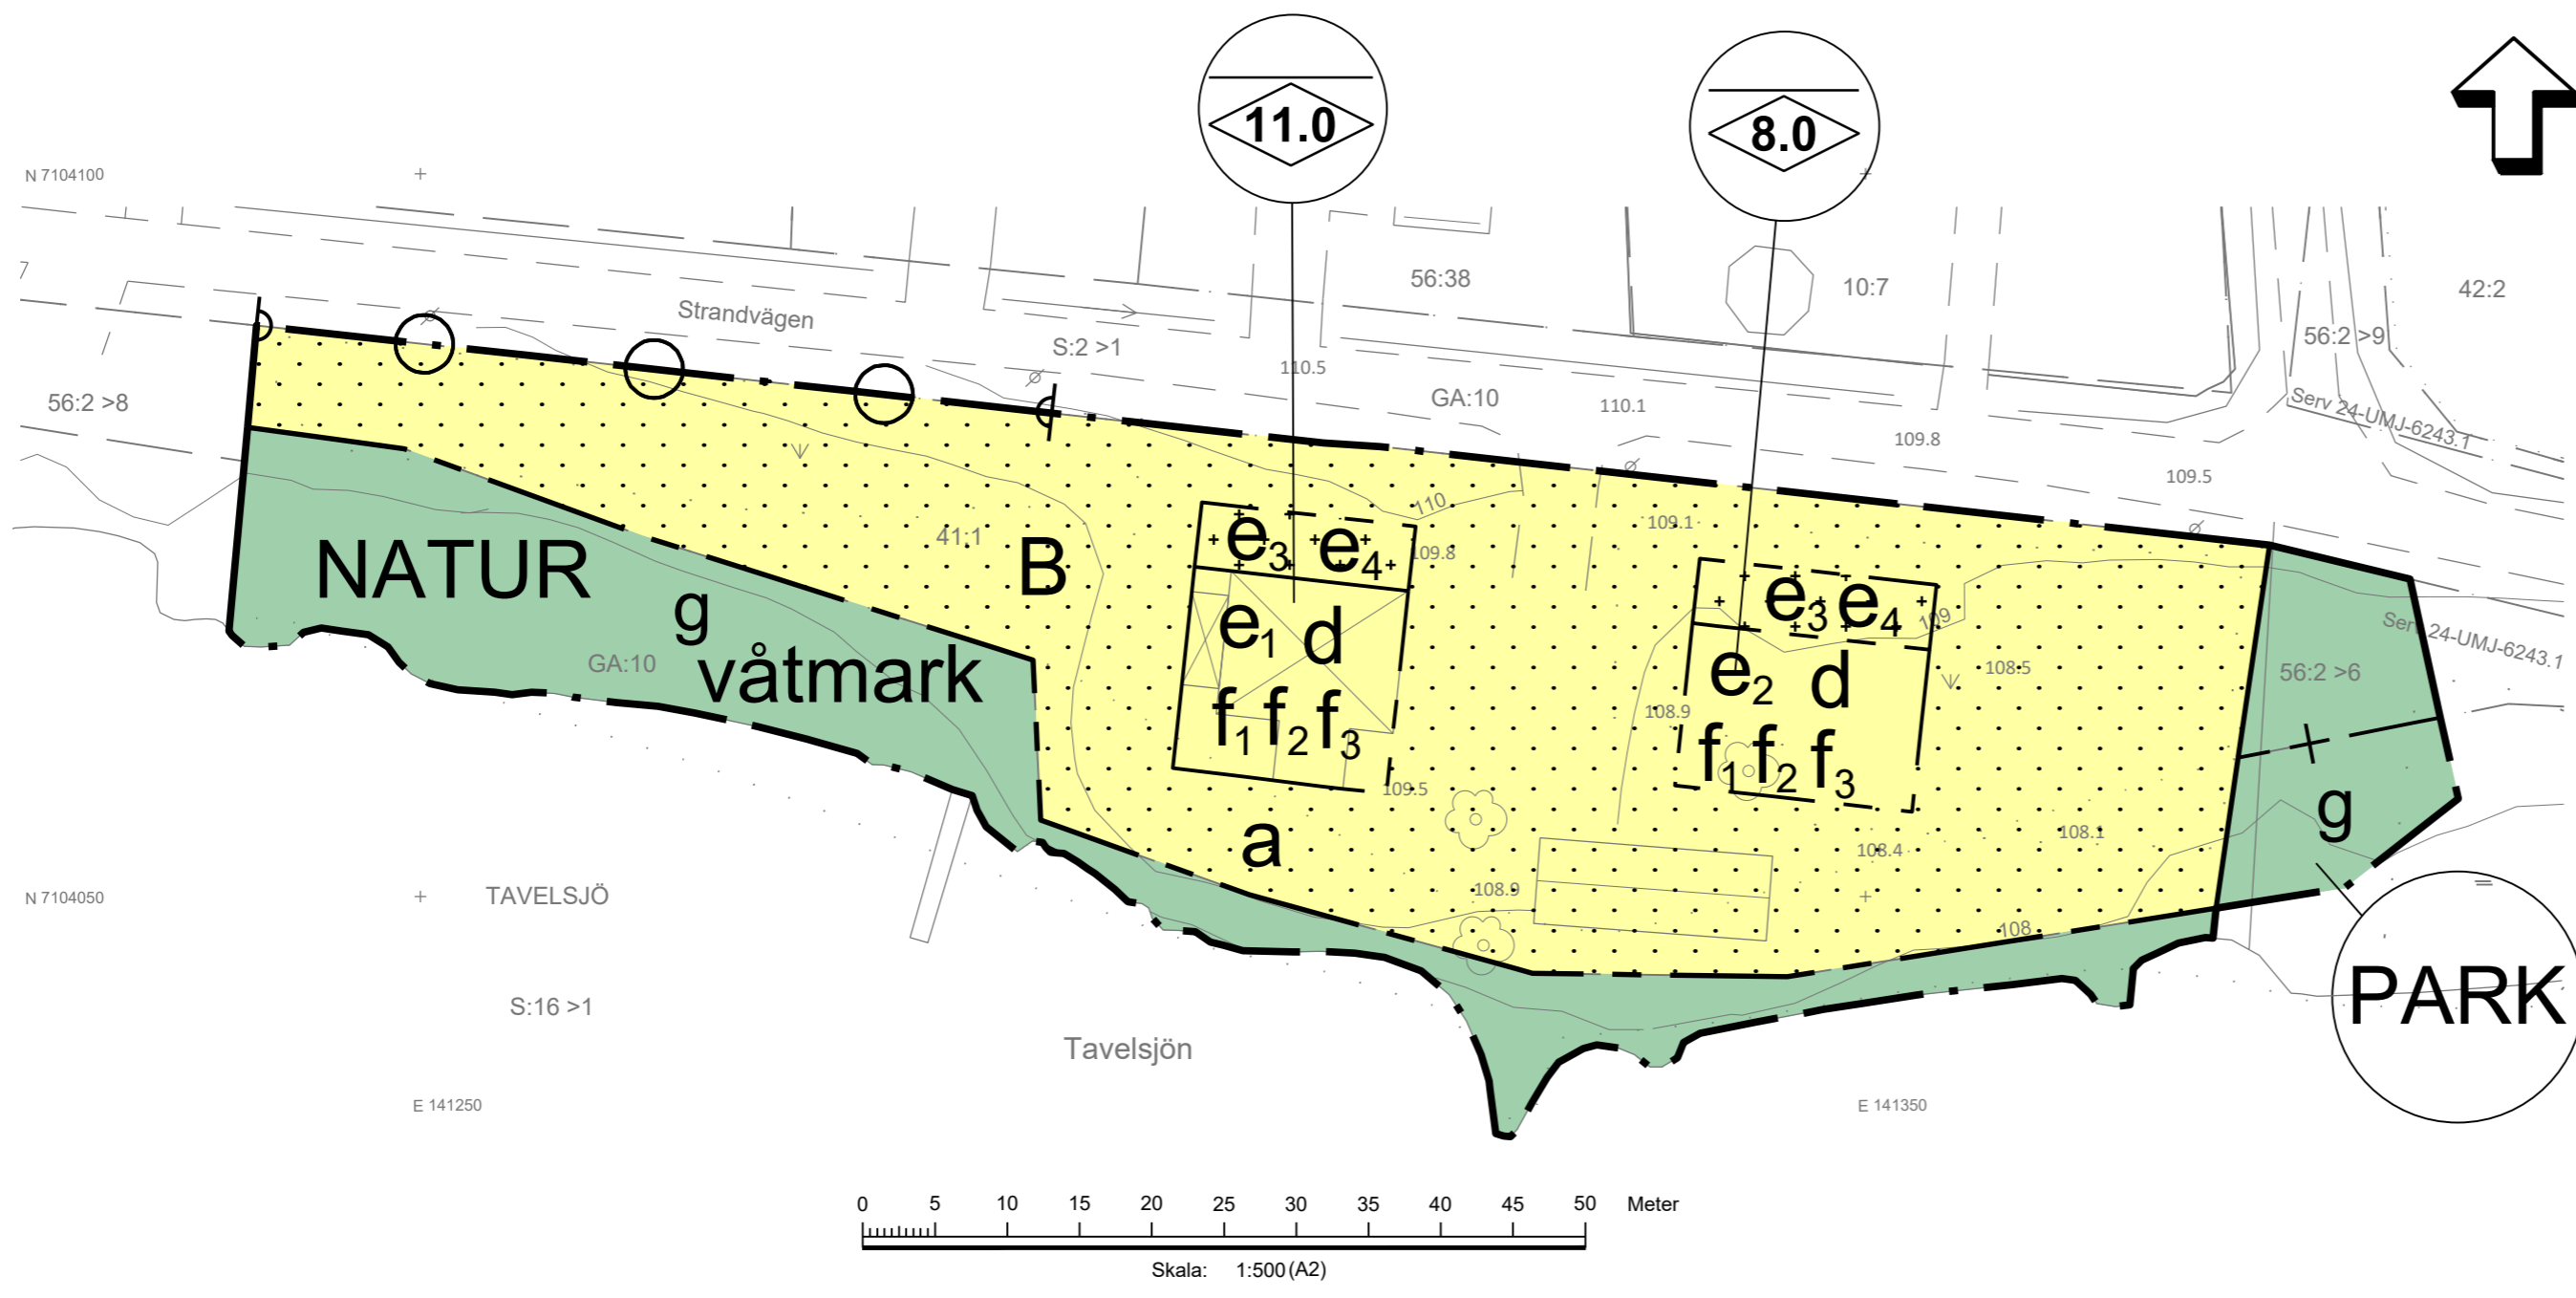 11.0
8.0
N 7104100
56:38
10:7
42:2
Strandvägen
S:2 >1
56:2 >9
110.5
56:2 >8
GA:10
110.1
Serv 24-UMJ-6243.1
109.8
109.5
110
41:1
109.1
B
e3 e4
109.8
NATUR
e3 e4
109
g
e1 d
Serv 24-UMJ-6243.1
GA:10
våtmark
e2 d
108.5
56:2 >6
f1 f2 f3
108.9
f1 f2 f3
109.5
g
a
108.4
108.1
108.9
N 7104050
TAVELSJÖ
108
PARK
S:16 >1
Tavelsjön
E 141250
E 141350
0 5 10 15 20 25 30 35 40 45 50 Meter
Skala: 1:500 (A2)